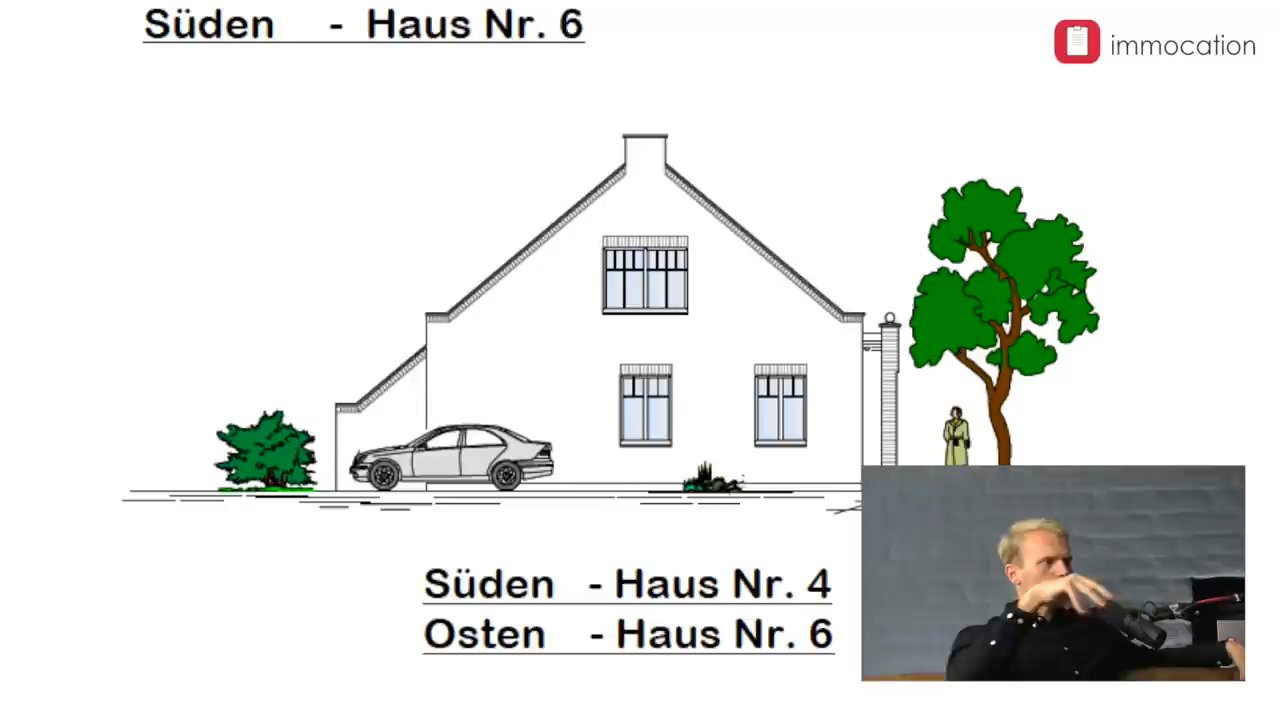 Süden - Haus Nr. 6
immocation
Süden - Haus Nr. 4
Osten - Haus Nr. 6